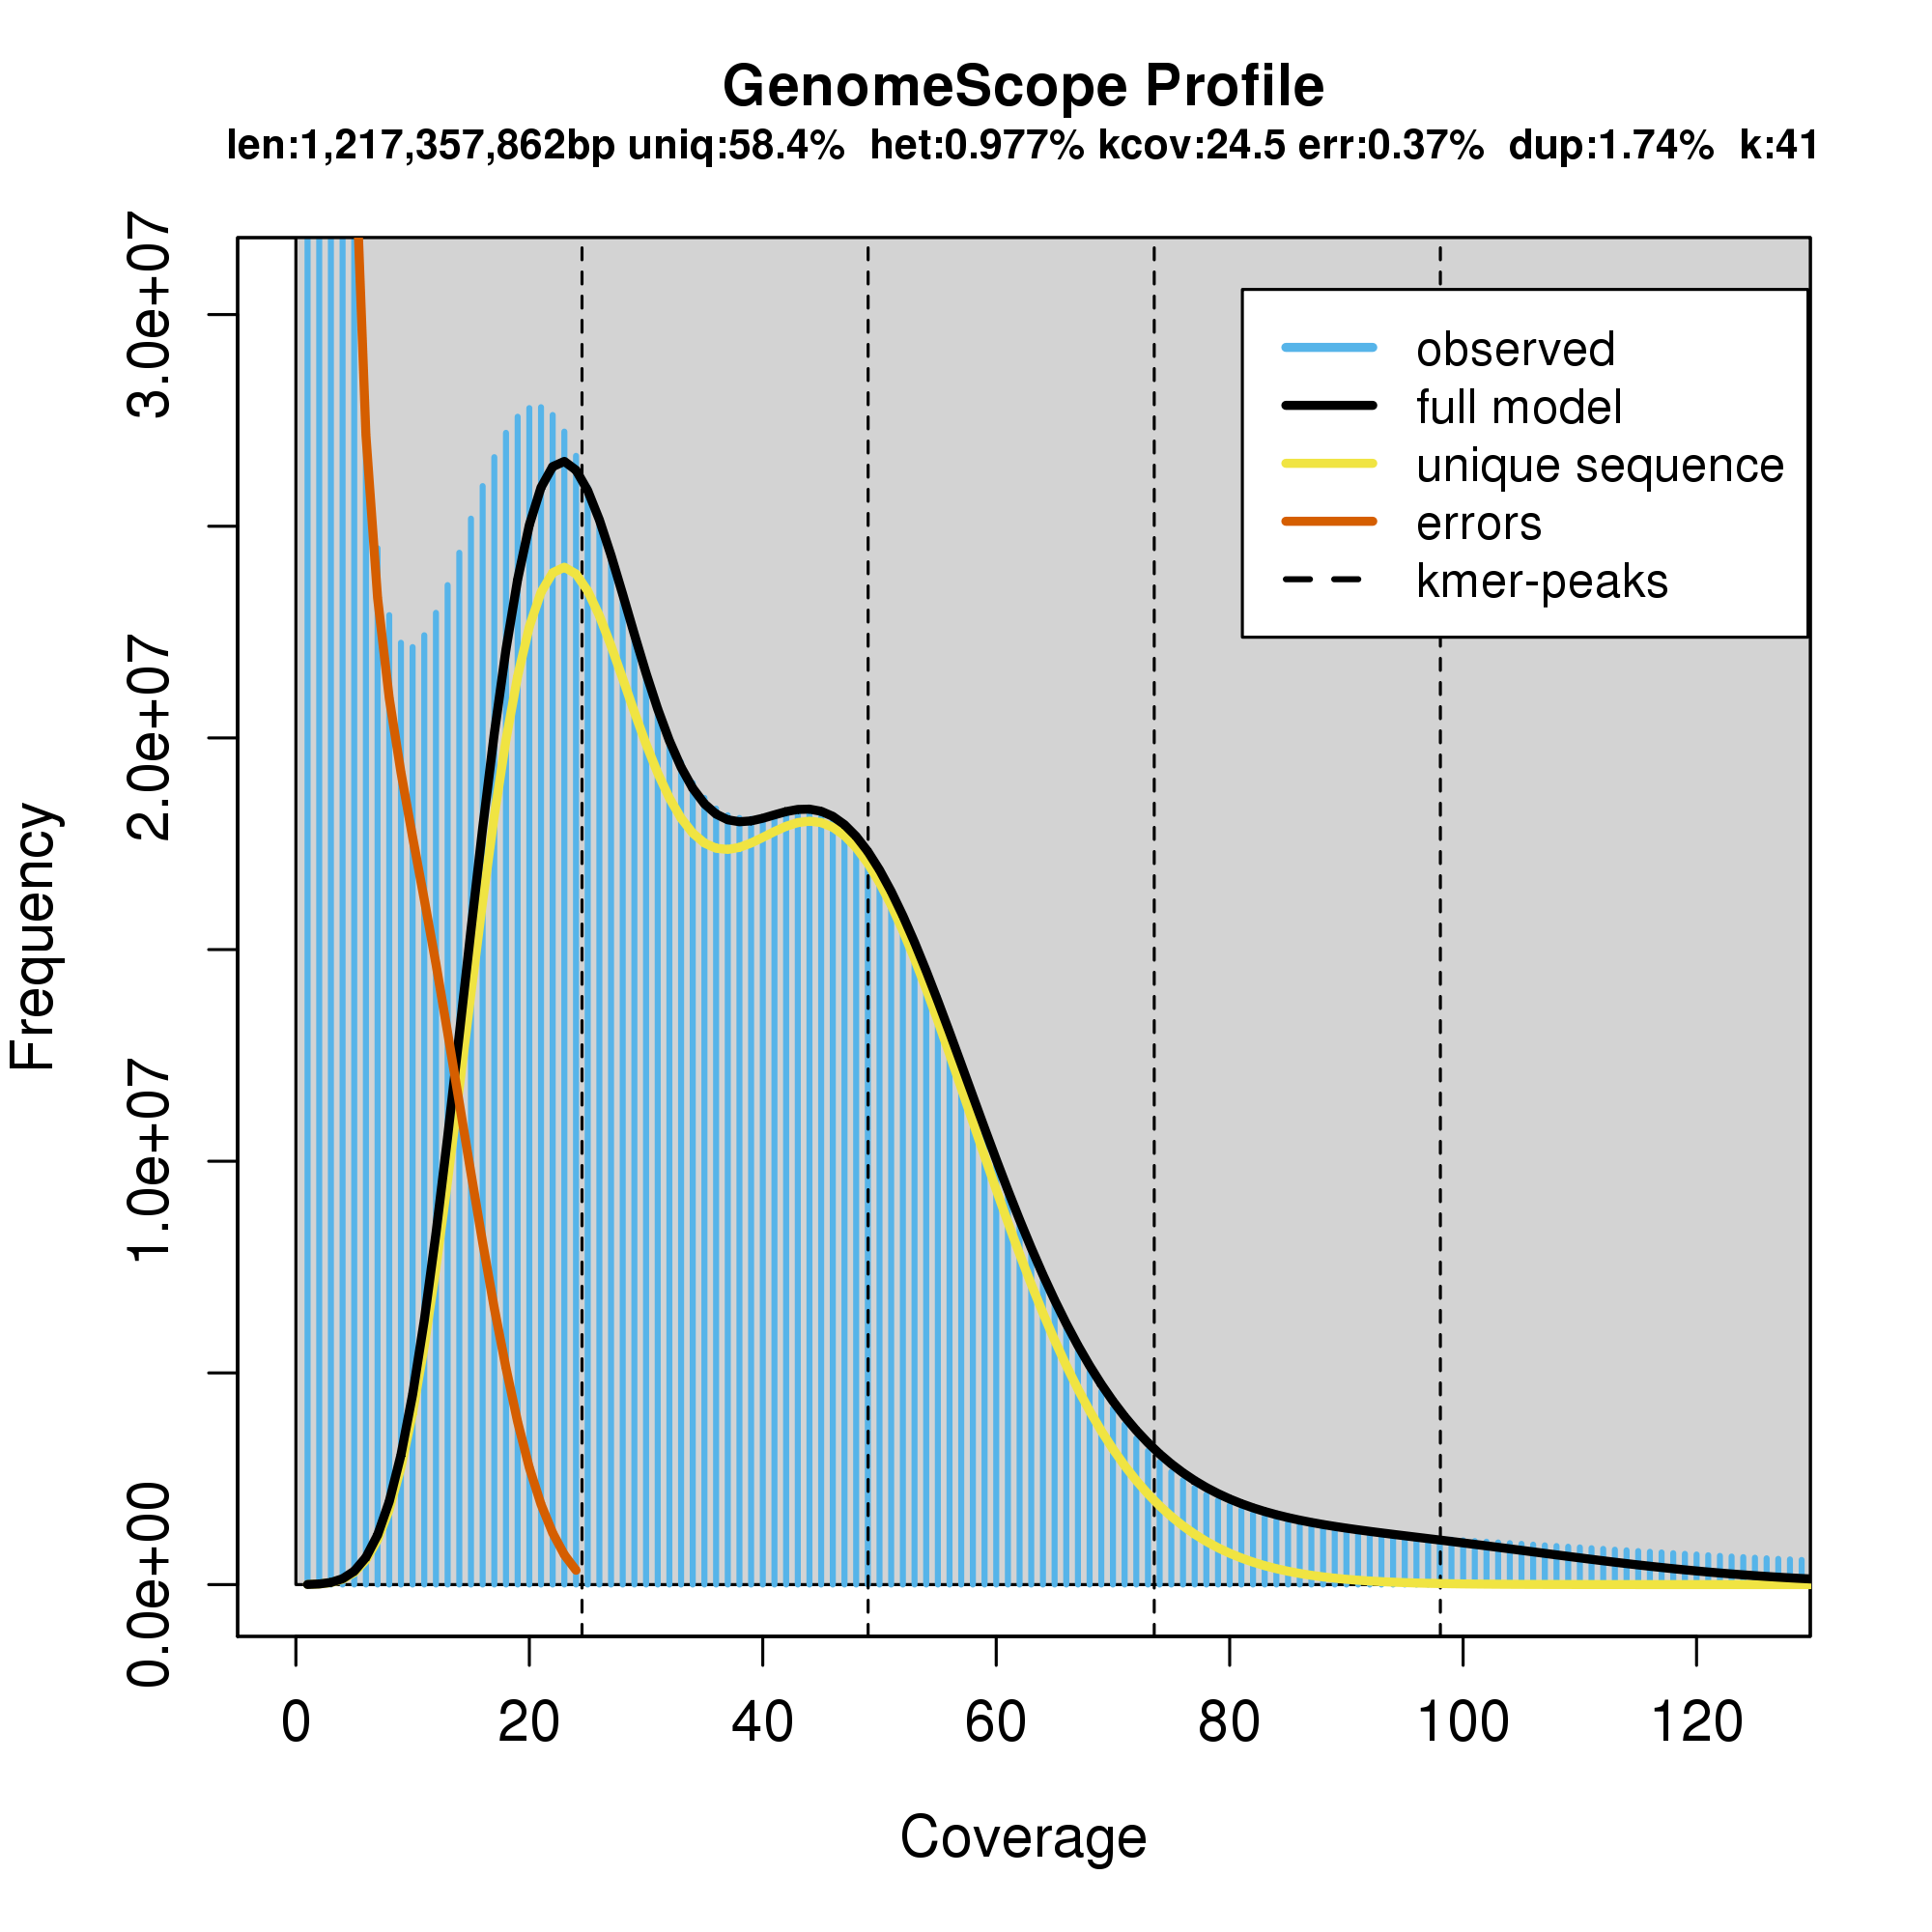 GenomeScope Profile
len:1,217,357,862bp uniq:58.4% het:0.977% kcov:24.5 err:0.37% dup:1.74% k:41
observed
full model
unique sequence
errors
kmer-peaks
Frequency
3.0e+07
2.0e+07
1.0e+07
0.0e+00
0 20 40 60 80 100 120
Coverage